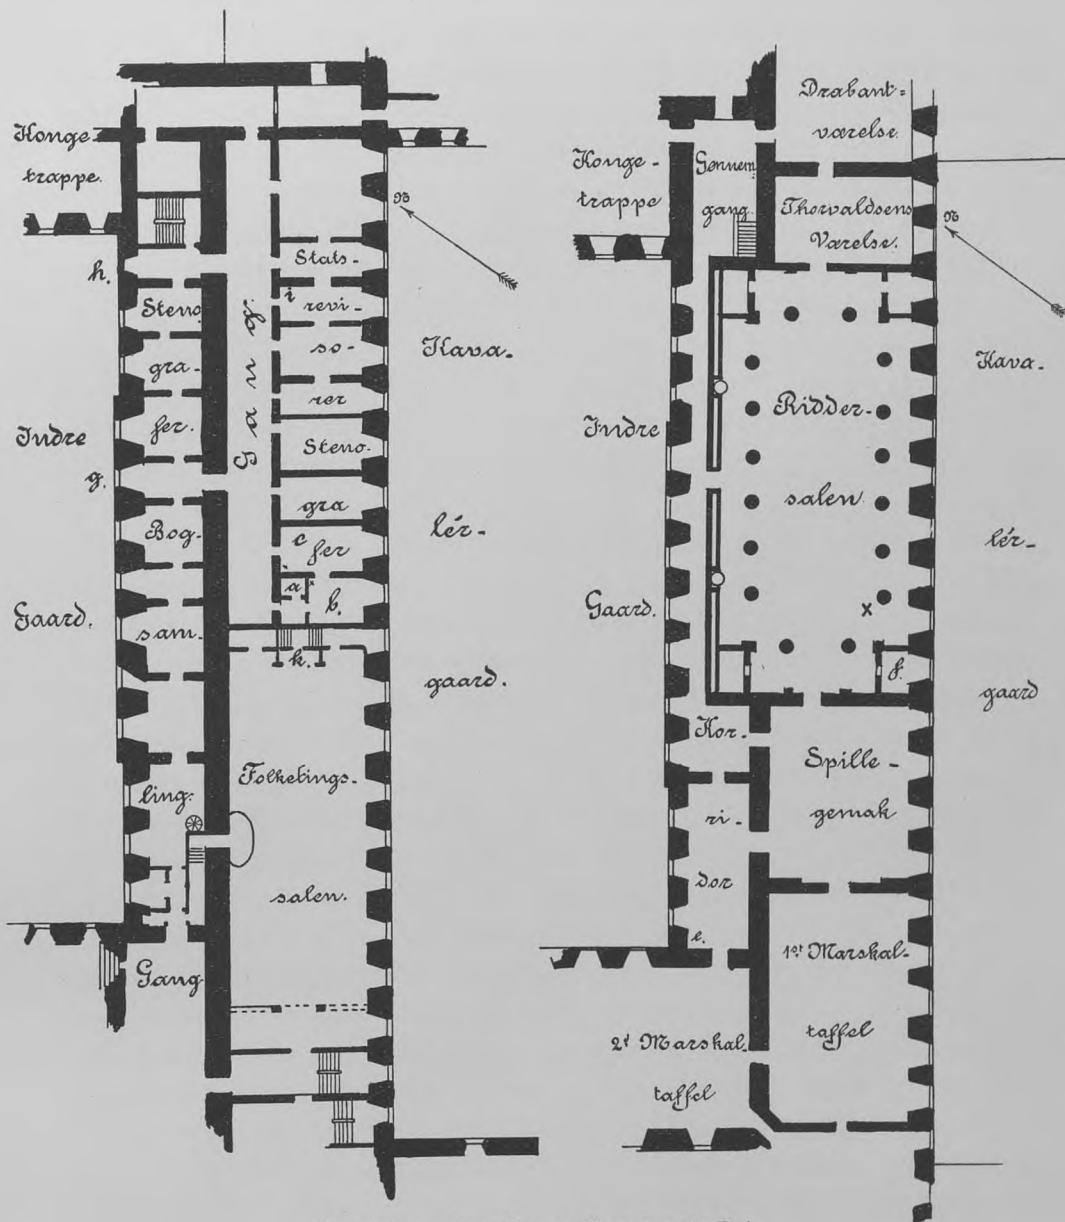 Konge
trappe.
h.
Steno
gra-
fer.
Indre
g.
Bog-
Gaard.
sam-
ling.
Gang
Gang.
Stats-
i
revi-
so-
rer
Steno.
gra
c
fer
a
b.
k.
Folketings-
salen.
N
Kava-
lér-
gaard.
Drabant=
værelse.
Konge-
trappe
Gennem
gang
Thorvaldsens
Værelse.
N
Indre
Gaard.
Ridder-
salen
x
f.
Kava-
lér-
gaard
Kor-
ri-
dor
e.
Spille-
gemak
1st Marskal-
taffel
2t Marskal.
taffel